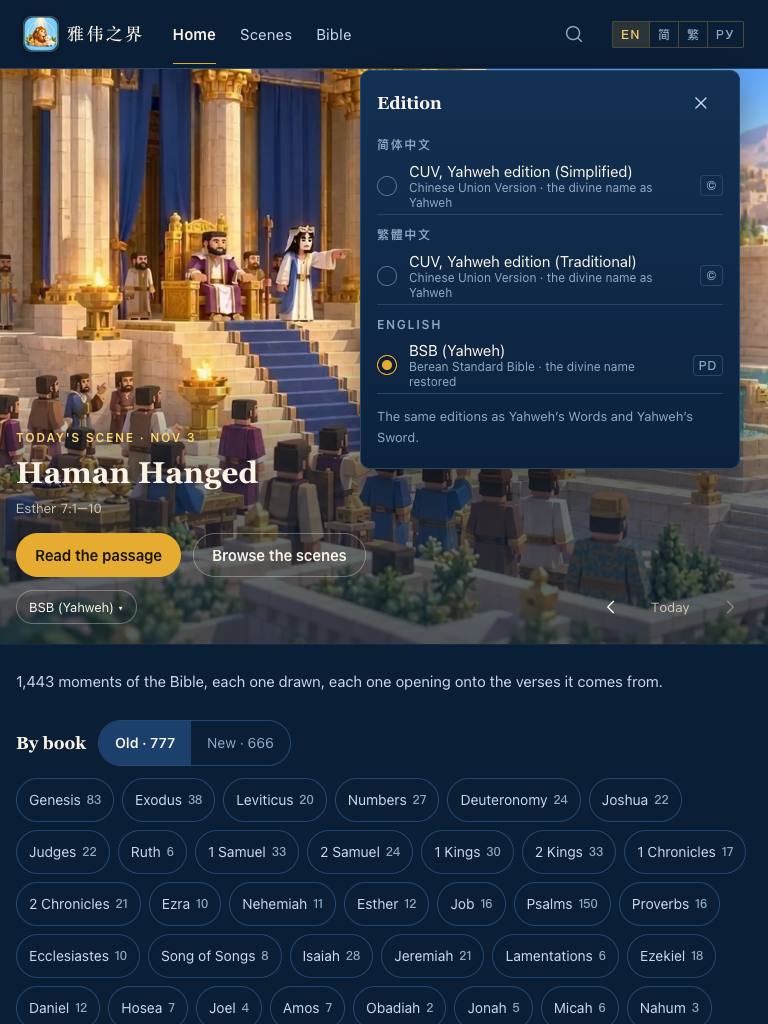 雅伟之界 Home Scenes Bible EN 简 繁 РУ
Edition
简体中文
CUV, Yahweh edition (Simplified)
Chinese Union Version · the divine name as
Yahweh
©
繁體中文
CUV, Yahweh edition (Traditional)
Chinese Union Version · the divine name as
Yahweh
©
ENGLISH
BSB (Yahweh)
Berean Standard Bible · the divine name
restored
PD
The same editions as Yahweh's Words and Yahweh's
Sword.
TODAY'S SCENE · NOV 3
Haman Hanged
Esther 7:1–10
Read the passage Browse the scenes
BSB (Yahweh) ▾ Today
1,443 moments of the Bible, each one drawn, each one opening onto the verses it comes from.
By book Old · 777 New · 666
Genesis 83 Exodus 38 Leviticus 20 Numbers 27 Deuteronomy 24 Joshua 22
Judges 22 Ruth 6 1 Samuel 33 2 Samuel 24 1 Kings 30 2 Kings 33 1 Chronicles 17
2 Chronicles 21 Ezra 10 Nehemiah 11 Esther 12 Job 16 Psalms 150 Proverbs 16
Ecclesiastes 10 Song of Songs 8 Isaiah 28 Jeremiah 21 Lamentations 6 Ezekiel 18
Daniel 12 Hosea 7 Joel 4 Amos 7 Obadiah 2 Jonah 5 Micah 6 Nahum 3